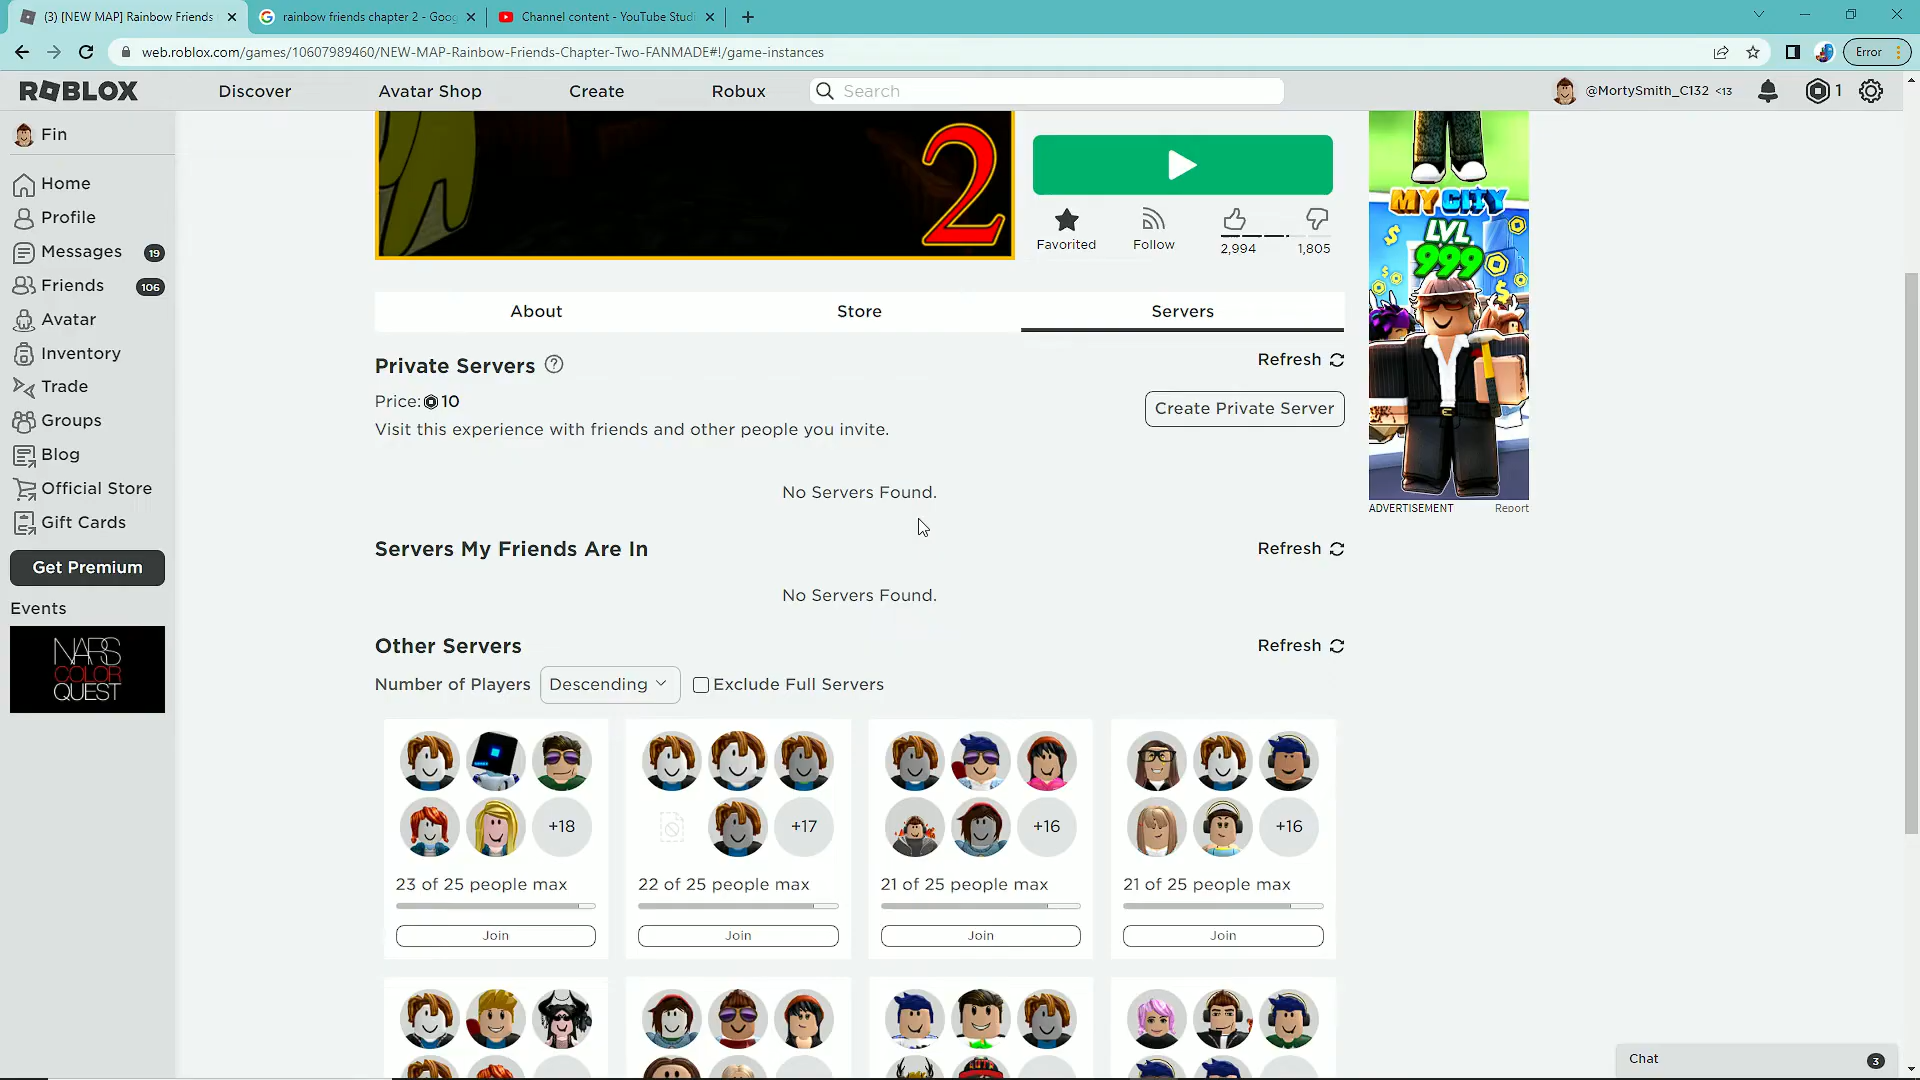 (3) [NEW MAP] Rainbow Friends
rainbow friends chapter 2 - Goog
Channel content - YouTube Studi
web.roblox.com/games/10607989460/NEW-MAP-Rainbow-Friends-Chapter-Two-FANMADE#!/game-instances
Error
ROBLOX
Discover
Avatar Shop
Create
Robux
Search
@MortySmith_C132 <13
1
Fin
Home
Profile
Messages 19
Friends 106
Avatar
Inventory
Trade
Groups
Blog
Official Store
Gift Cards
Get Premium
Events
NARS
COLOR
QUEST
2
Favorited
Follow
2,994
1,805
About
Store
Servers
Private Servers
Refresh
Price: 10
Create Private Server
Visit this experience with friends and other people you invite.
No Servers Found.
Servers My Friends Are In
Refresh
No Servers Found.
Other Servers
Refresh
Number of Players
Descending
Exclude Full Servers
+18
+17
+16
+16
23 of 25 people max
22 of 25 people max
21 of 25 people max
21 of 25 people max
Join
Join
Join
Join
MY CITY
LVL
999
ADVERTISEMENT
Report
Chat
3